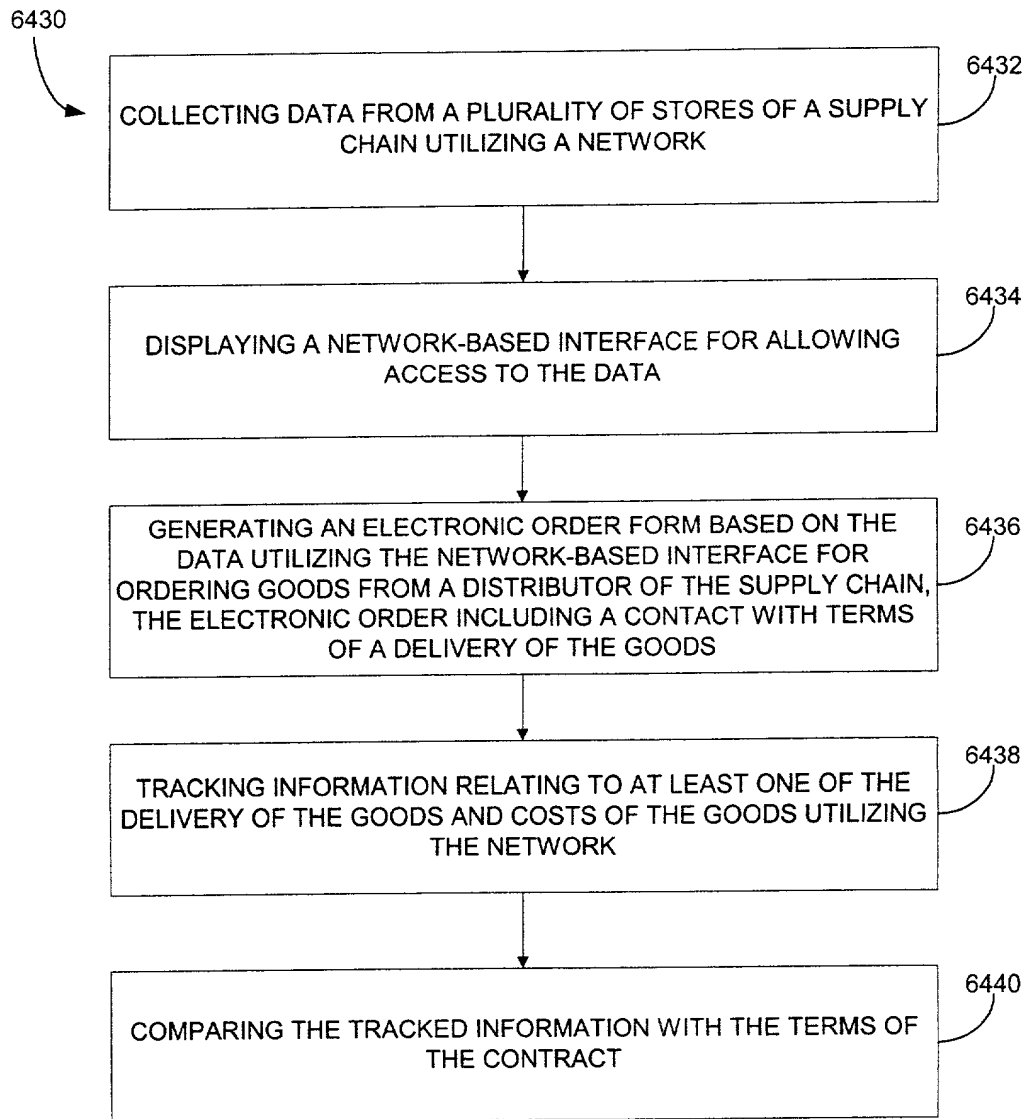 6430
6432
COLLECTING DATA FROM A PLURALITY OF STORES OF A SUPPLY
CHAIN UTILIZING A NETWORK
6434
DISPLAYING A NETWORK-BASED INTERFACE FOR ALLOWING
ACCESS TO THE DATA
6436
GENERATING AN ELECTRONIC ORDER FORM BASED ON THE
DATA UTILIZING THE NETWORK-BASED INTERFACE FOR
ORDERING GOODS FROM A DISTRIBUTOR OF THE SUPPLY CHAIN,
THE ELECTRONIC ORDER INCLUDING A CONTACT WITH TERMS
OF A DELIVERY OF THE GOODS
6438
TRACKING INFORMATION RELATING TO AT LEAST ONE OF THE
DELIVERY OF THE GOODS AND COSTS OF THE GOODS UTILIZING
THE NETWORK
6440
COMPARING THE TRACKED INFORMATION WITH THE TERMS OF
THE CONTRACT